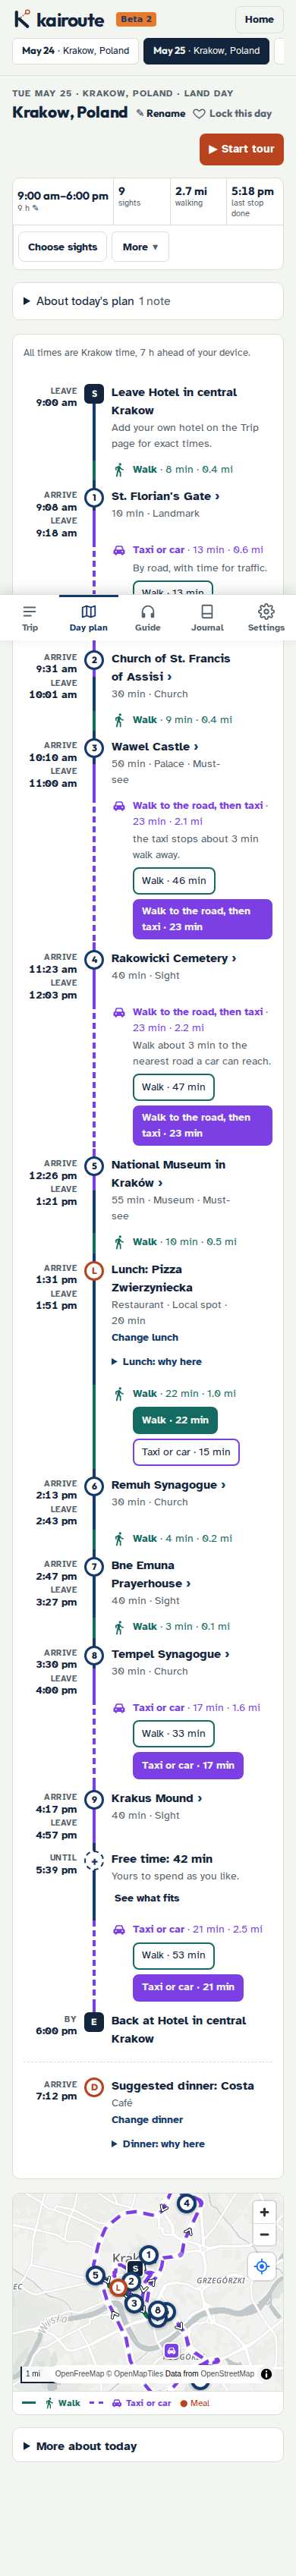 kairoute Beta 2 Home
May 24 · Krakow, Poland May 25 · Krakow, Poland
TUE MAY 25 · KRAKOW, POLAND · LAND DAY
Krakow, Poland ✎ Rename Lock this day
▶ Start tour
9:00 am–6:00 pm 9 2.7 mi 5:18 pm
9 h ✎ sights walking last stop
done
Choose sights More ▾
▶ About today's plan 1 note
All times are Krakow time, 7 h ahead of your device.
LEAVE S Leave Hotel in central
9:00 am Krakow
Add your own hotel on the Trip
page for exact times.
Walk · 8 min · 0.4 mi
ARRIVE 1 St. Florian's Gate ›
9:08 am 10 min · Landmark
LEAVE
9:18 am
Taxi or car · 13 min · 0.6 mi
By road, with time for traffic.
Walk · 13 min
Trip Day plan Guide Journal Settings
ARRIVE 2 Church of St. Francis
9:31 am of Assisi ›
LEAVE 30 min · Church
10:01 am
Walk · 9 min · 0.4 mi
ARRIVE 3 Wawel Castle ›
10:10 am 50 min · Palace · Must-
LEAVE see
11:00 am
Walk to the road, then taxi ·
23 min · 2.1 mi
the taxi stops about 3 min
walk away.
Walk · 46 min
Walk to the road, then
taxi · 23 min
ARRIVE 4 Rakowicki Cemetery ›
11:23 am 40 min · Sight
LEAVE
12:03 pm
Walk to the road, then taxi ·
23 min · 2.2 mi
Walk about 3 min to the
nearest road a car can reach.
Walk · 47 min
Walk to the road, then
taxi · 23 min
ARRIVE 5 National Museum in
12:26 pm Kraków ›
LEAVE 55 min · Museum · Must-
1:21 pm see
Walk · 10 min · 0.5 mi
ARRIVE L Lunch: Pizza
1:31 pm Zwierzyniecka
LEAVE Restaurant · Local spot ·
1:51 pm 20 min
Change lunch
▶ Lunch: why here
Walk · 22 min · 1.0 mi
Walk · 22 min
Taxi or car · 15 min
ARRIVE 6 Remuh Synagogue ›
2:13 pm 30 min · Church
LEAVE
2:43 pm
Walk · 4 min · 0.2 mi
ARRIVE 7 Bne Emuna
2:47 pm Prayerhouse ›
LEAVE 40 min · Sight
3:27 pm
Walk · 3 min · 0.1 mi
ARRIVE 8 Tempel Synagogue ›
3:30 pm 30 min · Church
LEAVE
4:00 pm
Taxi or car · 17 min · 1.6 mi
Walk · 33 min
Taxi or car · 17 min
ARRIVE 9 Krakus Mound ›
4:17 pm 40 min · Sight
LEAVE
4:57 pm
UNTIL + Free time: 42 min
5:39 pm Yours to spend as you like.
See what fits
Taxi or car · 21 min · 2.5 mi
Walk · 53 min
Taxi or car · 21 min
BY E Back at Hotel in central
6:00 pm Krakow
ARRIVE D Suggested dinner: Costa
7:12 pm Café
Change dinner
▶ Dinner: why here
4 +
−
1
5 S 2 L GRZEGÓRZKI
3 8
1 mi OpenFreeMap © OpenMapTiles Data from OpenStreetMap
Walk Taxi or car Meal
▶ More about today